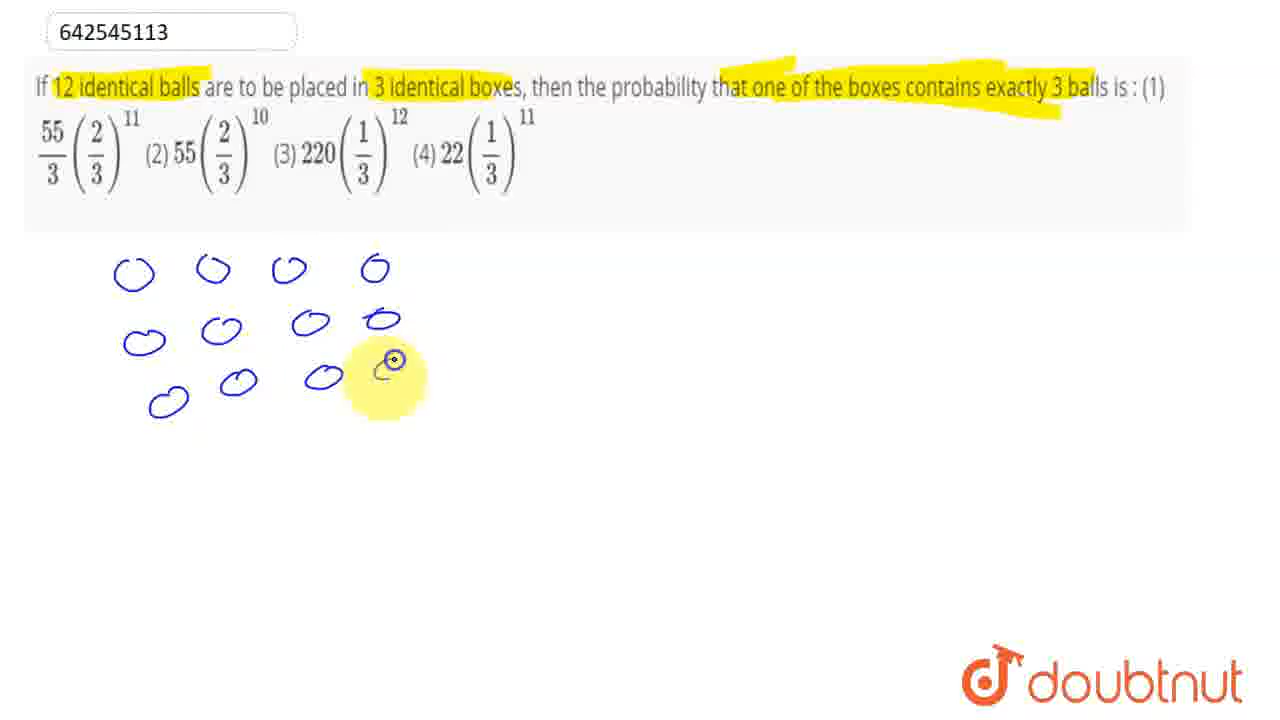 642545113
If 12 identical balls are to be placed in 3 identical boxes, then the probability that one of the boxes contains exactly 3 balls is : (1)
55/3 (2/3)^11 (2) 55 (2/3)^10 (3) 220 (1/3)^12 (4) 22 (1/3)^11
doubtnut